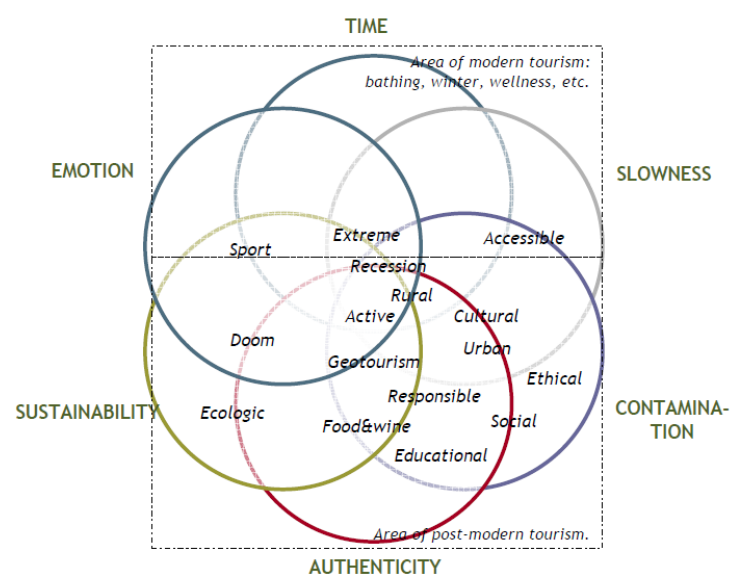 TIME
Area of modern tourism:
bathing, winter, wellness, etc.
EMOTION
SLOWNESS
Extreme
Accessible
Sport
Recession
Rural
Active
Cultural
Doom
Urban
Geotourism
Ethical
Responsible
SUSTAINABILITY
Ecologic
CONTAMINA-
TION
Food&wine
Social
Educational
Area of post-modern tourism.
AUTHENTICITY